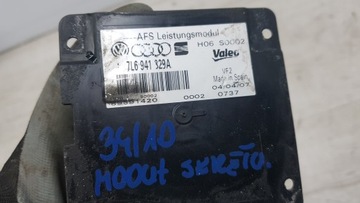 AFS Leistungsmodul
H06 S0002
7L6 941 329A
Valeo
VF2
Made in Spain
04/04/07
0002 0737
34/10
MODUŁ SKRĘTU.